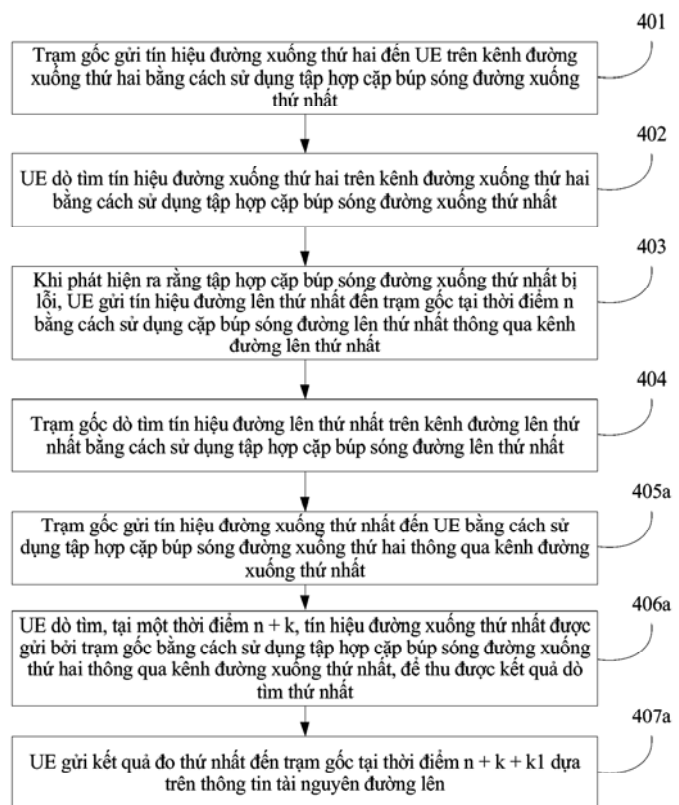 401
Trạm gốc gửi tín hiệu đường xuống thứ hai đến UE trên kênh đường
xuống thứ hai bằng cách sử dụng tập hợp cặp búp sóng đường xuống
thứ nhất
402
UE dò tìm tín hiệu đường xuống thứ hai trên kênh đường xuống thứ hai
bằng cách sử dụng tập hợp cặp búp sóng đường xuống thứ nhất
403
Khi phát hiện ra rằng tập hợp cặp búp sóng đường xuống thứ nhất bị
lỗi, UE gửi tín hiệu đường lên thứ nhất đến trạm gốc tại thời điểm n
bằng cách sử dụng cặp búp sóng đường lên thứ nhất thông qua kênh
đường lên thứ nhất
404
Trạm gốc dò tìm tín hiệu đường lên thứ nhất trên kênh đường lên thứ
nhất bằng cách sử dụng tập hợp cặp búp sóng đường lên thứ nhất
405a
Trạm gốc gửi tín hiệu đường xuống thứ nhất đến UE bằng cách sử
dụng tập hợp cặp búp sóng đường xuống thứ hai thông qua kênh đường
xuống thứ nhất
406a
UE dò tìm, tại một thời điểm n + k, tín hiệu đường xuống thứ nhất được
gửi bởi trạm gốc bằng cách sử dụng tập hợp cặp búp sóng đường xuống
thứ hai thông qua kênh đường xuống thứ nhất, để thu được kết quả dò
tìm thứ nhất
407a
UE gửi kết quả đo thứ nhất đến trạm gốc tại thời điểm n + k + k1 dựa
trên thông tin tài nguyên đường lên